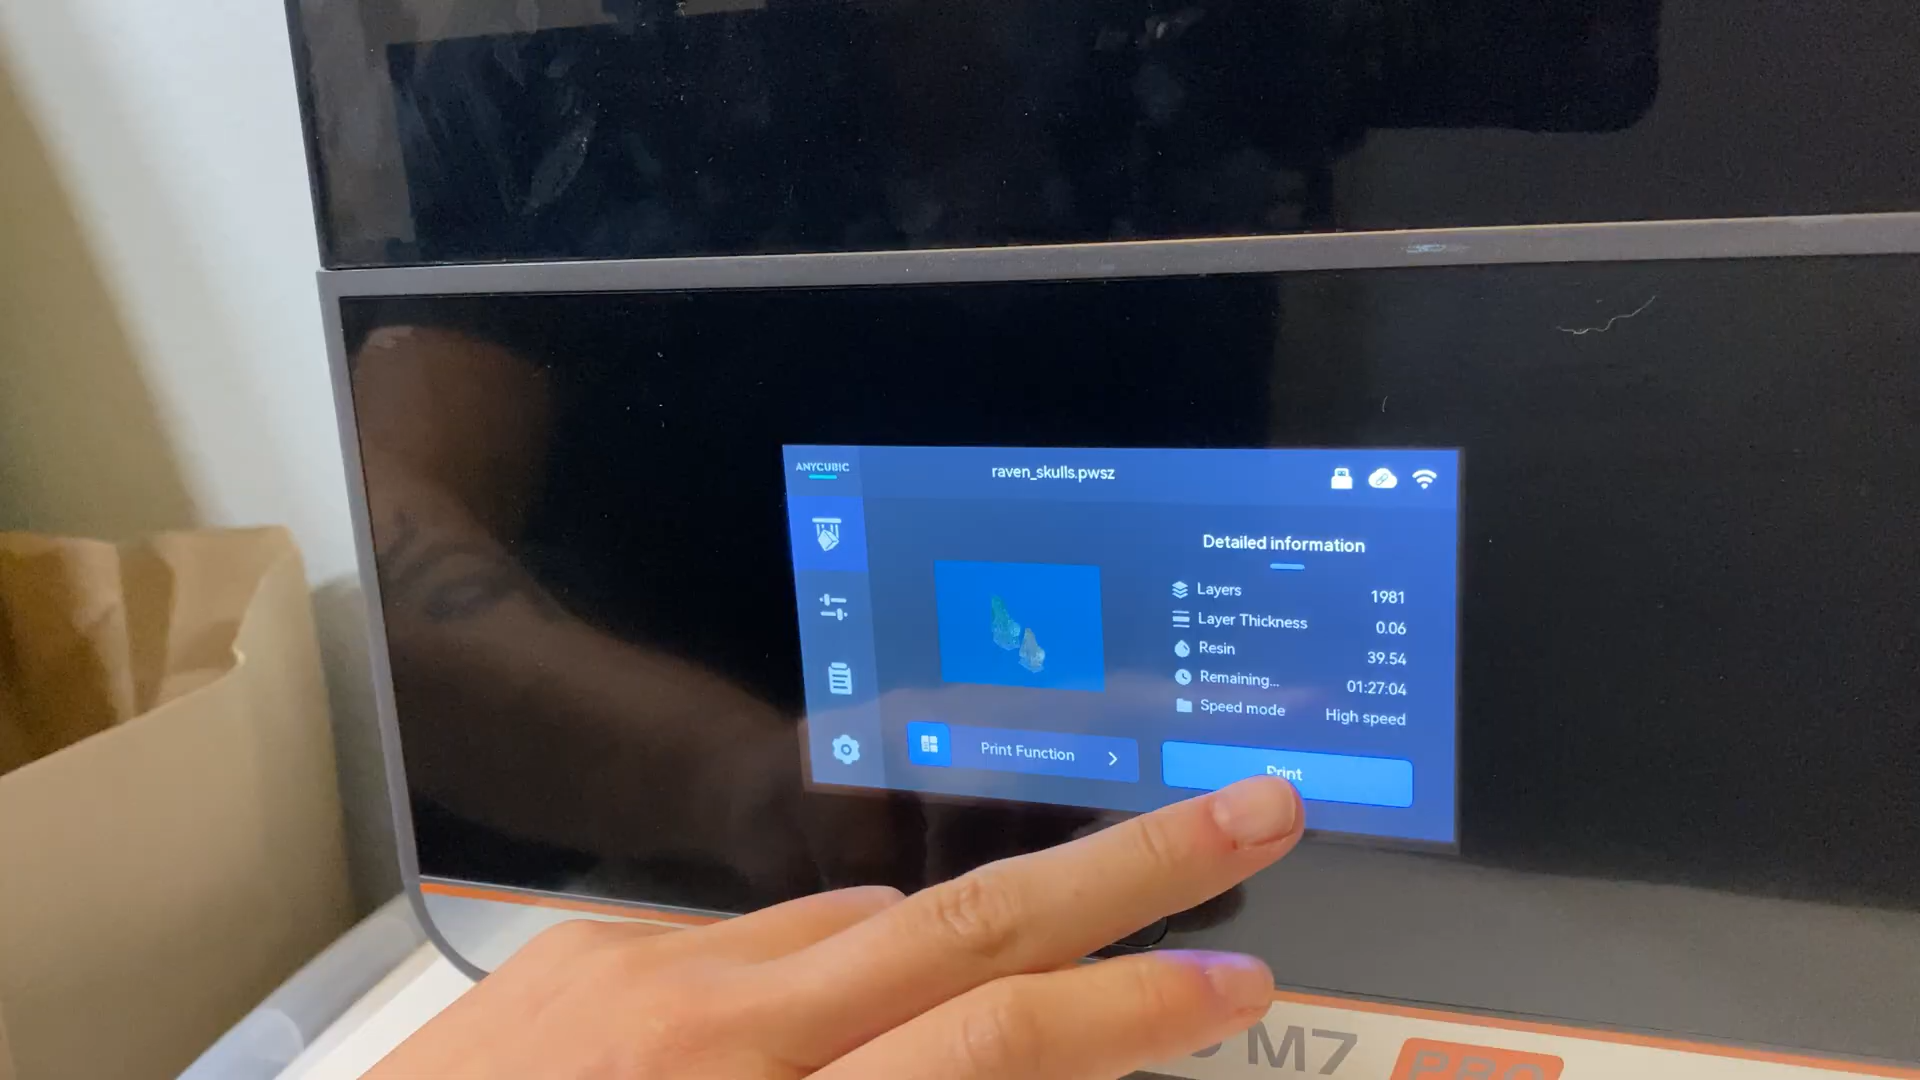 ANYCUBIC
raven_skulls.pwsz
Detailed information
Layers 1981
Layer Thickness 0.06
Resin 39.54
Remaining... 01:27:04
Speed mode High speed
Print Function
Print
M7 PRO